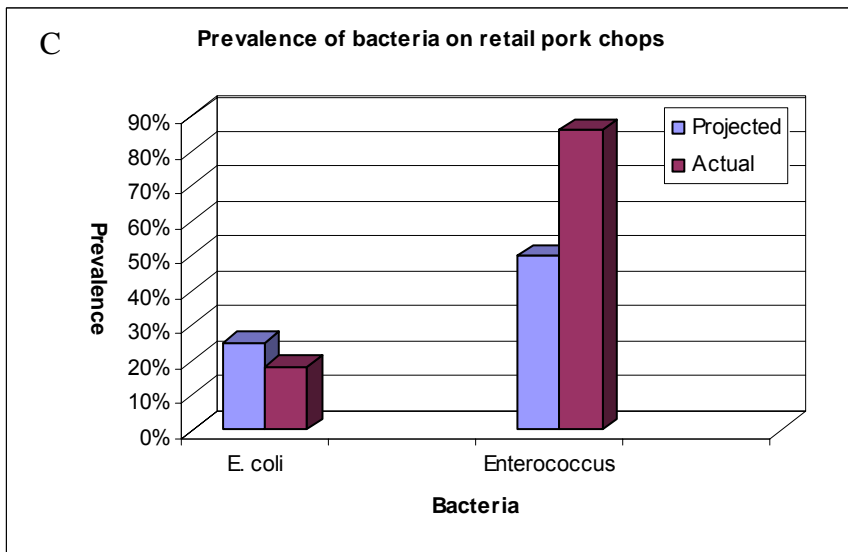 C
Prevalence of bacteria on retail pork chops
Projected
Actual
Prevalence
90%
80%
70%
60%
50%
40%
30%
20%
10%
0%
E. coli
Enterococcus
Bacteria